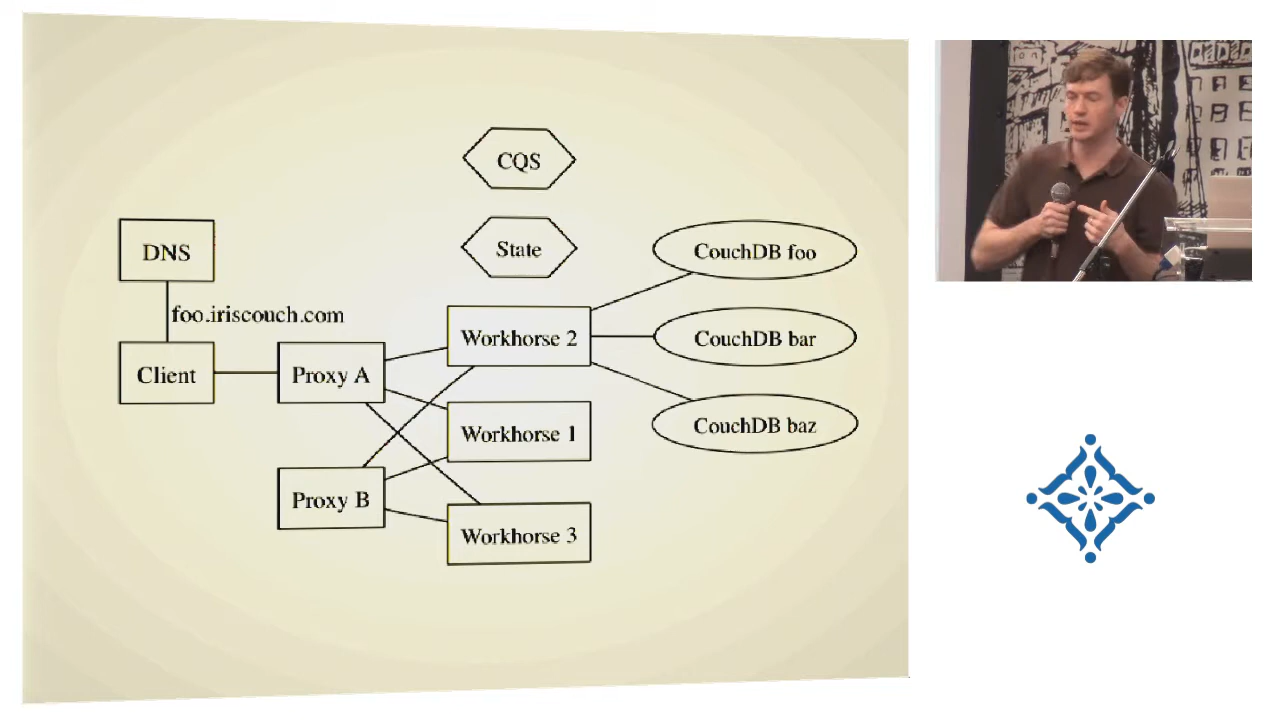 CQS
State
DNS
foo.iriscouch.com
Client
Proxy A
Proxy B
Workhorse 2
Workhorse 1
Workhorse 3
CouchDB foo
CouchDB bar
CouchDB baz